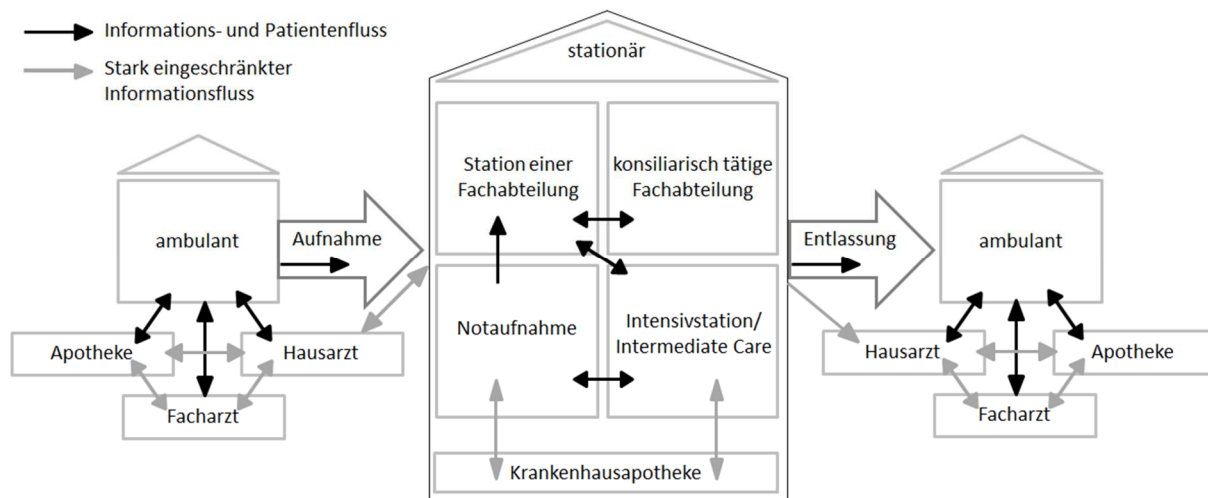 Informations- und Patientenfluss
Stark eingeschränkter
Informationsfluss
stationär
Station einer
Fachabteilung
konsiliarisch tätige
Fachabteilung
ambulant
Aufnahme
Entlassung
ambulant
Notaufnahme
Intensivstation/
Intermediate Care
Apotheke
Hausarzt
Hausarzt
Apotheke
Facharzt
Facharzt
Krankenhausapotheke